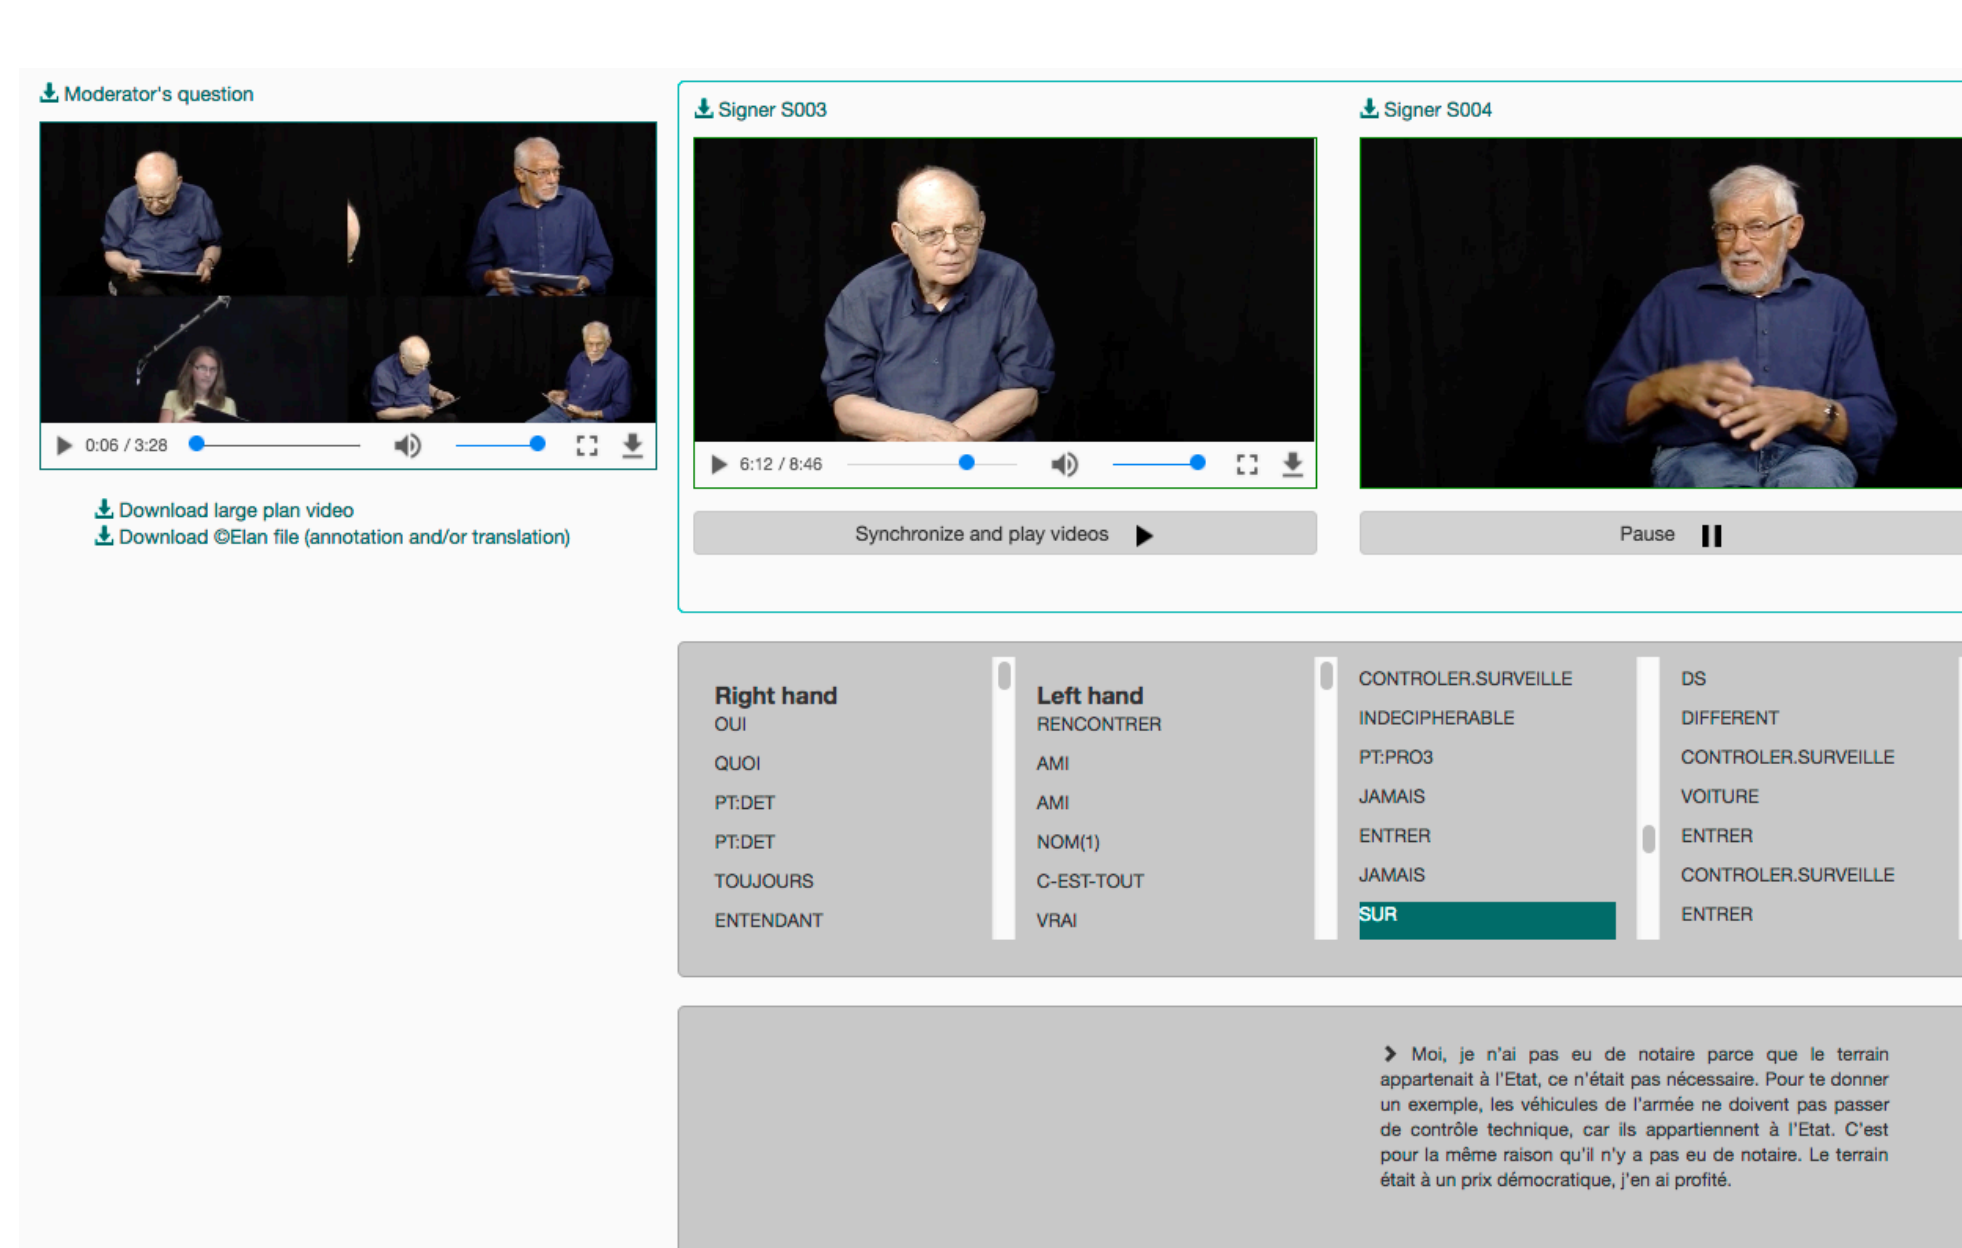 Moderator's question
0:06 / 3:28
Download large plan video
Download ©Elan file (annotation and/or translation)
Signer S003
6:12 / 8:46
Synchronize and play videos
Signer S004
Pause
Right hand
OUI
QUOI
PT:DET
PT:DET
TOUJOURS
ENTENDANT
Left hand
RENCONTRER
AMI
AMI
NOM(1)
C-EST-TOUT
VRAI
CONTROLER.SURVEILLE
INDECIPHERABLE
PT:PRO3
JAMAIS
ENTRER
JAMAIS
SUR
DS
DIFFERENT
CONTROLER.SURVEILLE
VOITURE
ENTRER
CONTROLER.SURVEILLE
ENTRER
Moi, je n'ai pas eu de notaire parce que le terrain
appartenait à l'Etat, ce n'était pas nécessaire. Pour te donner
un exemple, les véhicules de l'armée ne doivent pas passer
de contrôle technique, car ils appartiennent à l'Etat. C'est
pour la même raison qu'il n'y a pas eu de notaire. Le terrain
était à un prix démocratique, j'en ai profité.